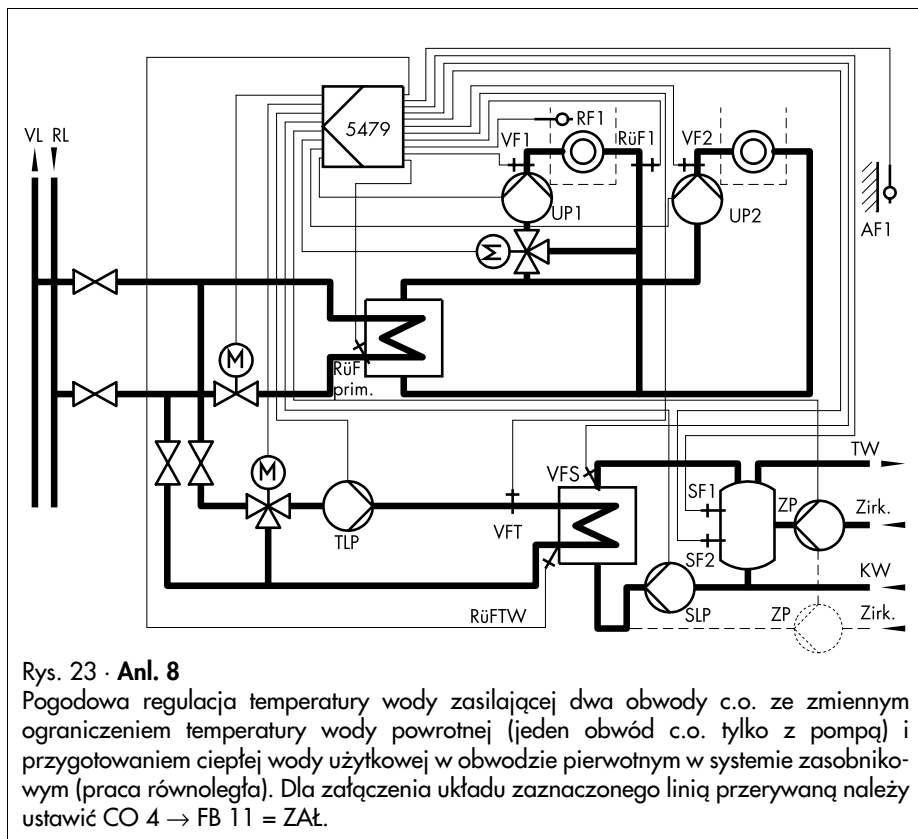 5479
VL RL
VF1
RF1
RüF1
VF2
UP1
UP2
AF1
M
M
RüF
prim.
M
TLP
VFT
VFS
SF1
SF2
ZP
TW
Zirk.
KW
SLP
ZP
Zirk.
RüFTW
Rys. 23 · Anl. 8
Pogodowa regulacja temperatury wody zasilającej dwa obwody c.o. ze zmiennym
ograniczeniem temperatury wody powrotnej (jeden obwód c.o. tylko z pompą) i
przygotowaniem ciepłej wody użytkowej w obwodzie pierwotnym w systemie zasobniko-
wym (praca równoległa). Dla załączenia układu zaznaczonego linią przerywaną należy
ustawić CO 4 → FB 11 = ZAŁ.